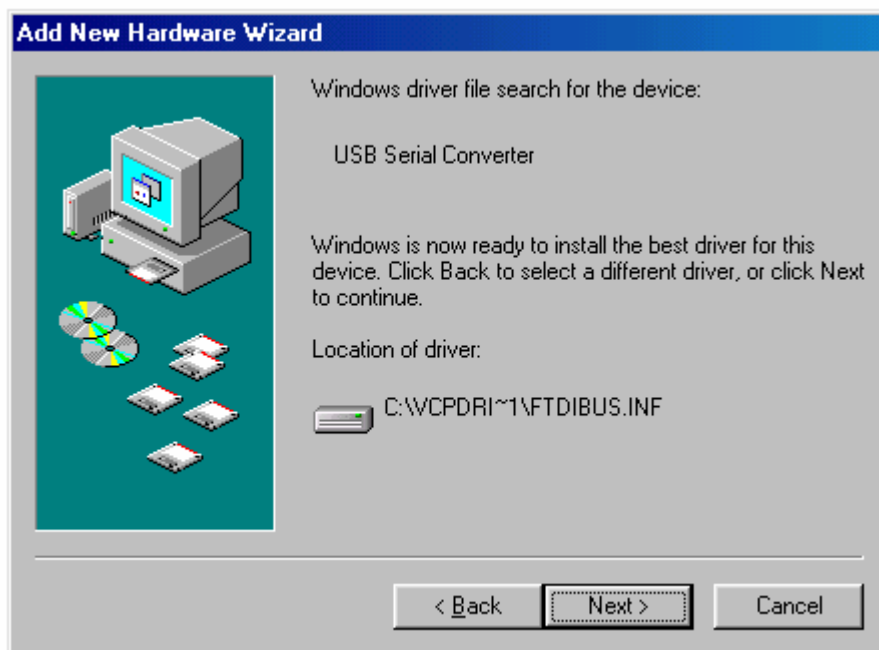 Add New Hardware Wizard
Windows driver file search for the device:
USB Serial Converter
Windows is now ready to install the best driver for this
device. Click Back to select a different driver, or click Next
to continue.
Location of driver:
C:\VCPDRI~1\FTDIBUS.INF
< Back
Next >
Cancel